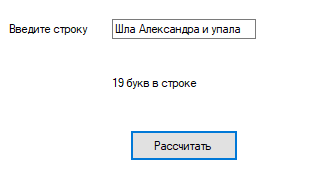 Введите строку Шла Александра и упала
19 букв в строке
Рассчитать